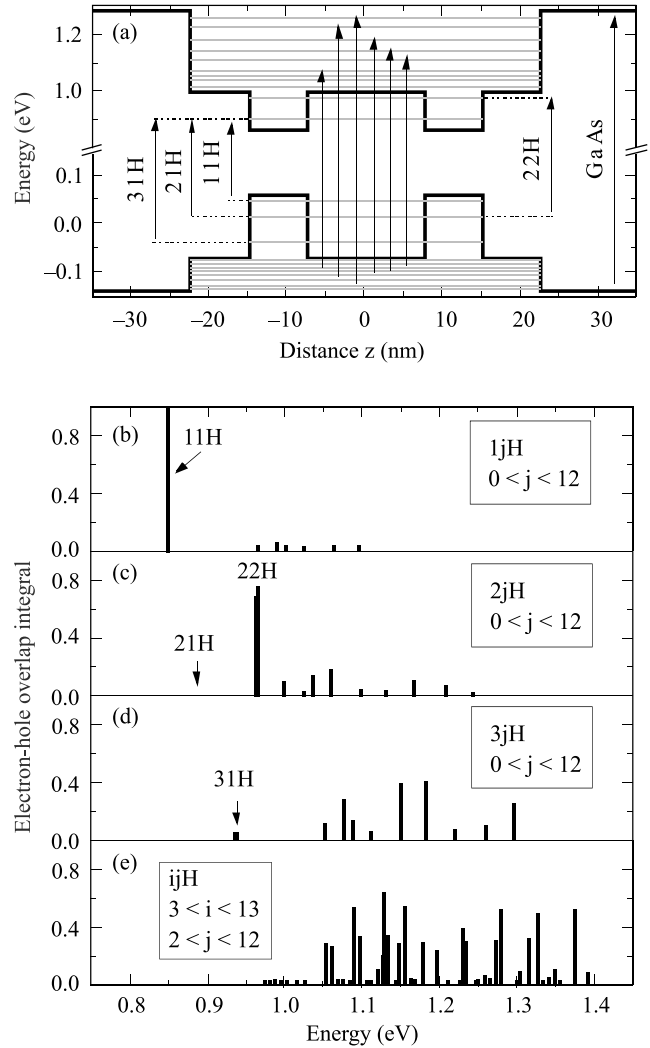 (a)
1.2
1.0
0.1
0.0
–0.1
Energy (eV)
31H
21H
11H
22H
GaAs
–30
–20
–10
0
10
20
30
Distance z (nm)
(b)
11H
1jH
0 < j < 12
0.8
0.4
0.0
(c)
22H
21H
2jH
0 < j < 12
0.8
0.4
0.0
(d)
31H
3jH
0 < j < 12
0.8
0.4
0.0
(e)
ijH
3 < i < 13
2 < j < 12
0.8
0.4
0.0
Electron-hole overlap integral
0.8
0.9
1.0
1.1
1.2
1.3
1.4
Energy (eV)